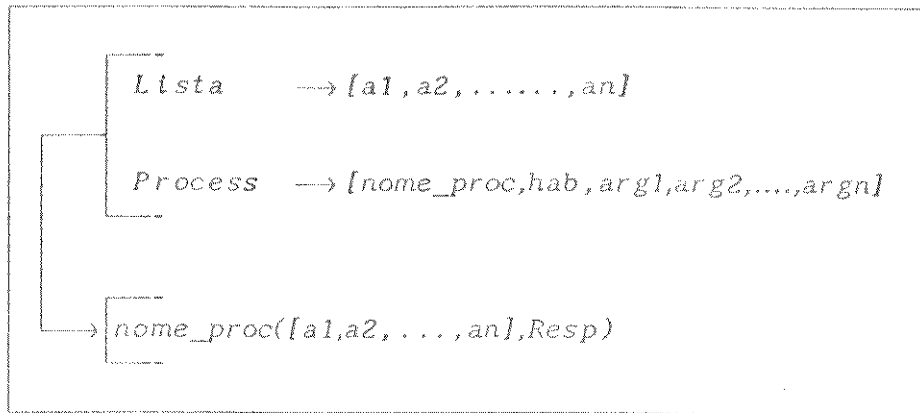 Lista → [a1,a2,......,an]
Process → [nome_proc,hab,arg1,arg2,....,argn]
nome_proc([a1,a2,....,an],Resp)